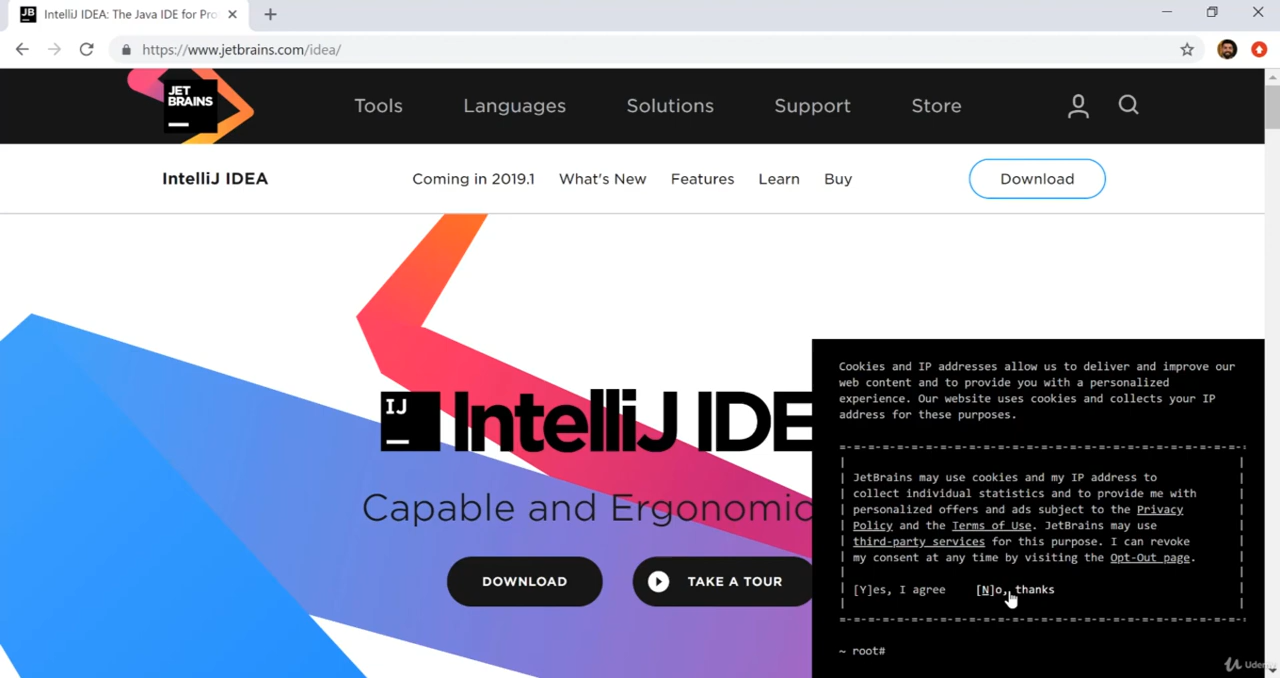 IntelliJ IDEA: The Java IDE for Pro
https://www.jetbrains.com/idea/
JET
BRAINS
Tools
Languages
Solutions
Support
Store
IntelliJ IDEA
Coming in 2019.1
What's New
Features
Learn
Buy
Download
IJ
IntelliJ IDE
Capable and Ergonomic
DOWNLOAD
TAKE A TOUR
Cookies and IP addresses allow us to deliver and improve our
web content and to provide you with a personalized
experience. Our website uses cookies and collects your IP
address for these purposes.
JetBrains may use cookies and my IP address to
collect individual statistics and to provide me with
personalized offers and ads subject to the Privacy
Policy and the Terms of Use. JetBrains may use
third-party services for this purpose. I can revoke
my consent at any time by visiting the Opt-Out page.
[Y]es, I agree
[N]o, thanks
~ root#